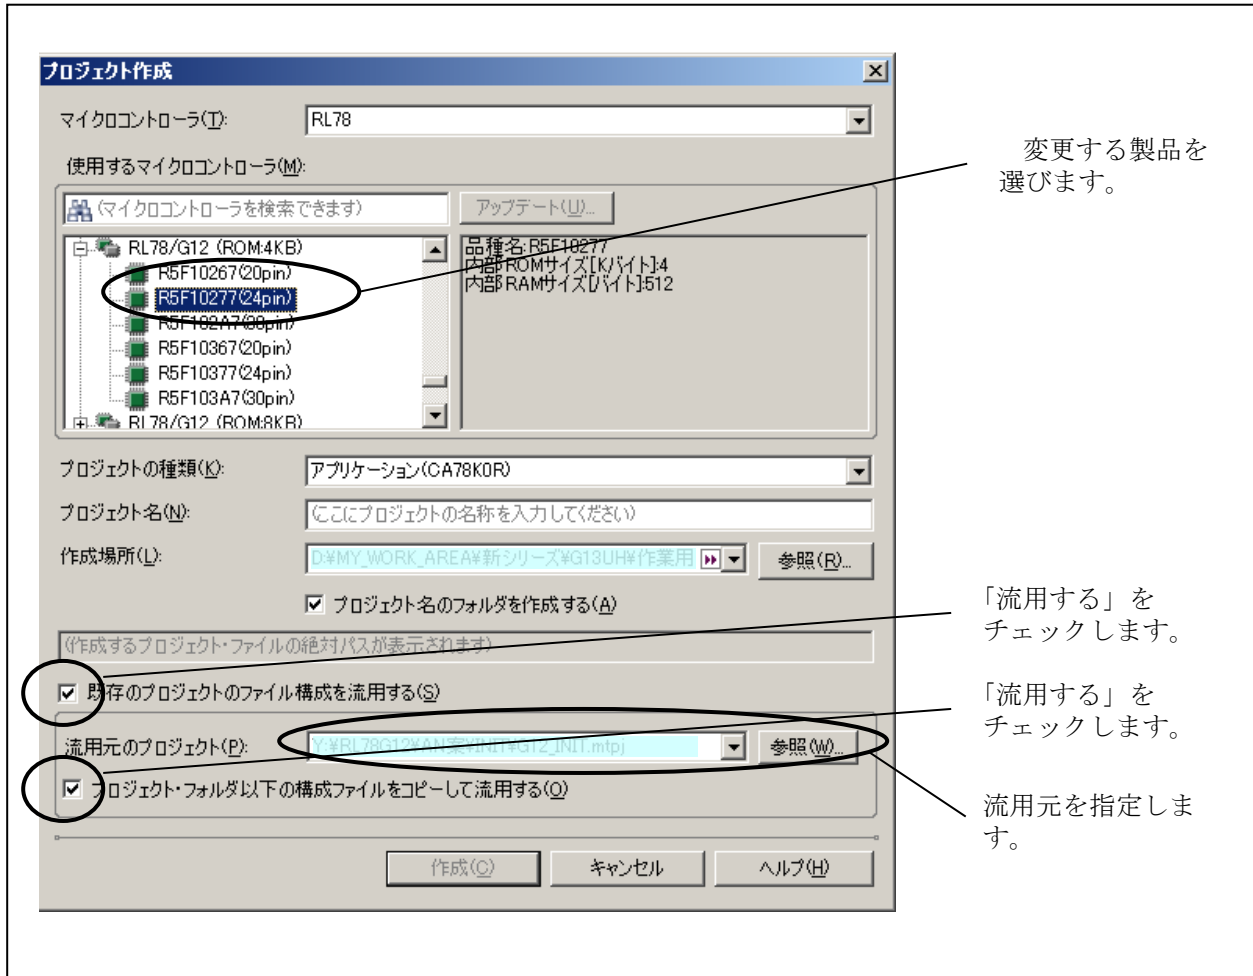 プロジェクト作成
マイクロコントローラ(T): RL78
変更する製品を
選びます。
使用するマイクロコントローラ(M):
(マイクロコントローラを検索できます) アップデート(U)...
RL78/G12 (ROM:4KB)
R5F10267(20pin)
R5F10277(24pin)
R5F102A7(30pin)
R5F10367(20pin)
R5F10377(24pin)
R5F103A7(30pin)
RL78/G12 (ROM:8KB)
品種名:R5F10277
内部ROMサイズ[Kバイト]:4
内部RAMサイズ[バイト]:512
プロジェクトの種類(K): アプリケーション(CA78K0R)
プロジェクト名(N): (ここにプロジェクトの名称を入力してください)
作成場所(L): D:¥MY_WORK_AREA¥新シリーズ¥G13UH¥作業用 参照(R)...
プロジェクト名のフォルダを作成する(A)
(作成するプロジェクト・ファイルの絶対パスが表示されます)
「流用する」を
チェックします。
既存のプロジェクトのファイル構成を流用する(S)
「流用する」を
チェックします。
流用元のプロジェクト(P): Y:¥RL78G12¥AN案¥INIT¥G12_INIT.mtpj 参照(W)...
プロジェクト・フォルダ以下の構成ファイルをコピーして流用する(O)
流用元を指定しま
す。
作成(C) キャンセル ヘルプ(H)